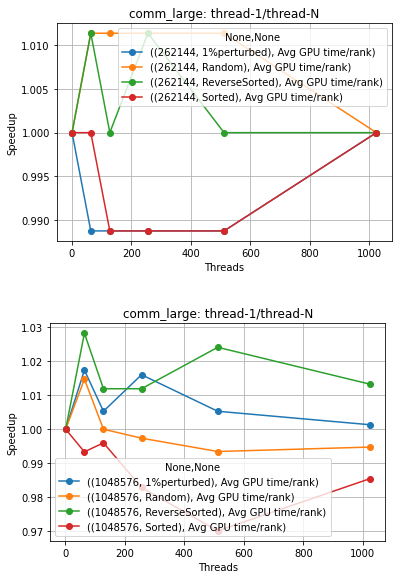 comm_large: thread-1/thread-N
None,None
((262144, 1%perturbed), Avg GPU time/rank)
((262144, Random), Avg GPU time/rank)
((262144, ReverseSorted), Avg GPU time/rank)
((262144, Sorted), Avg GPU time/rank)
1.010
1.005
1.000
0.995
0.990
Speedup
0 200 400 600 800 1000
Threads
comm_large: thread-1/thread-N
1.03
1.02
1.01
1.00
0.99
0.98
0.97
Speedup
None,None
((1048576, 1%perturbed), Avg GPU time/rank)
((1048576, Random), Avg GPU time/rank)
((1048576, ReverseSorted), Avg GPU time/rank)
((1048576, Sorted), Avg GPU time/rank)
0 200 400 600 800 1000
Threads